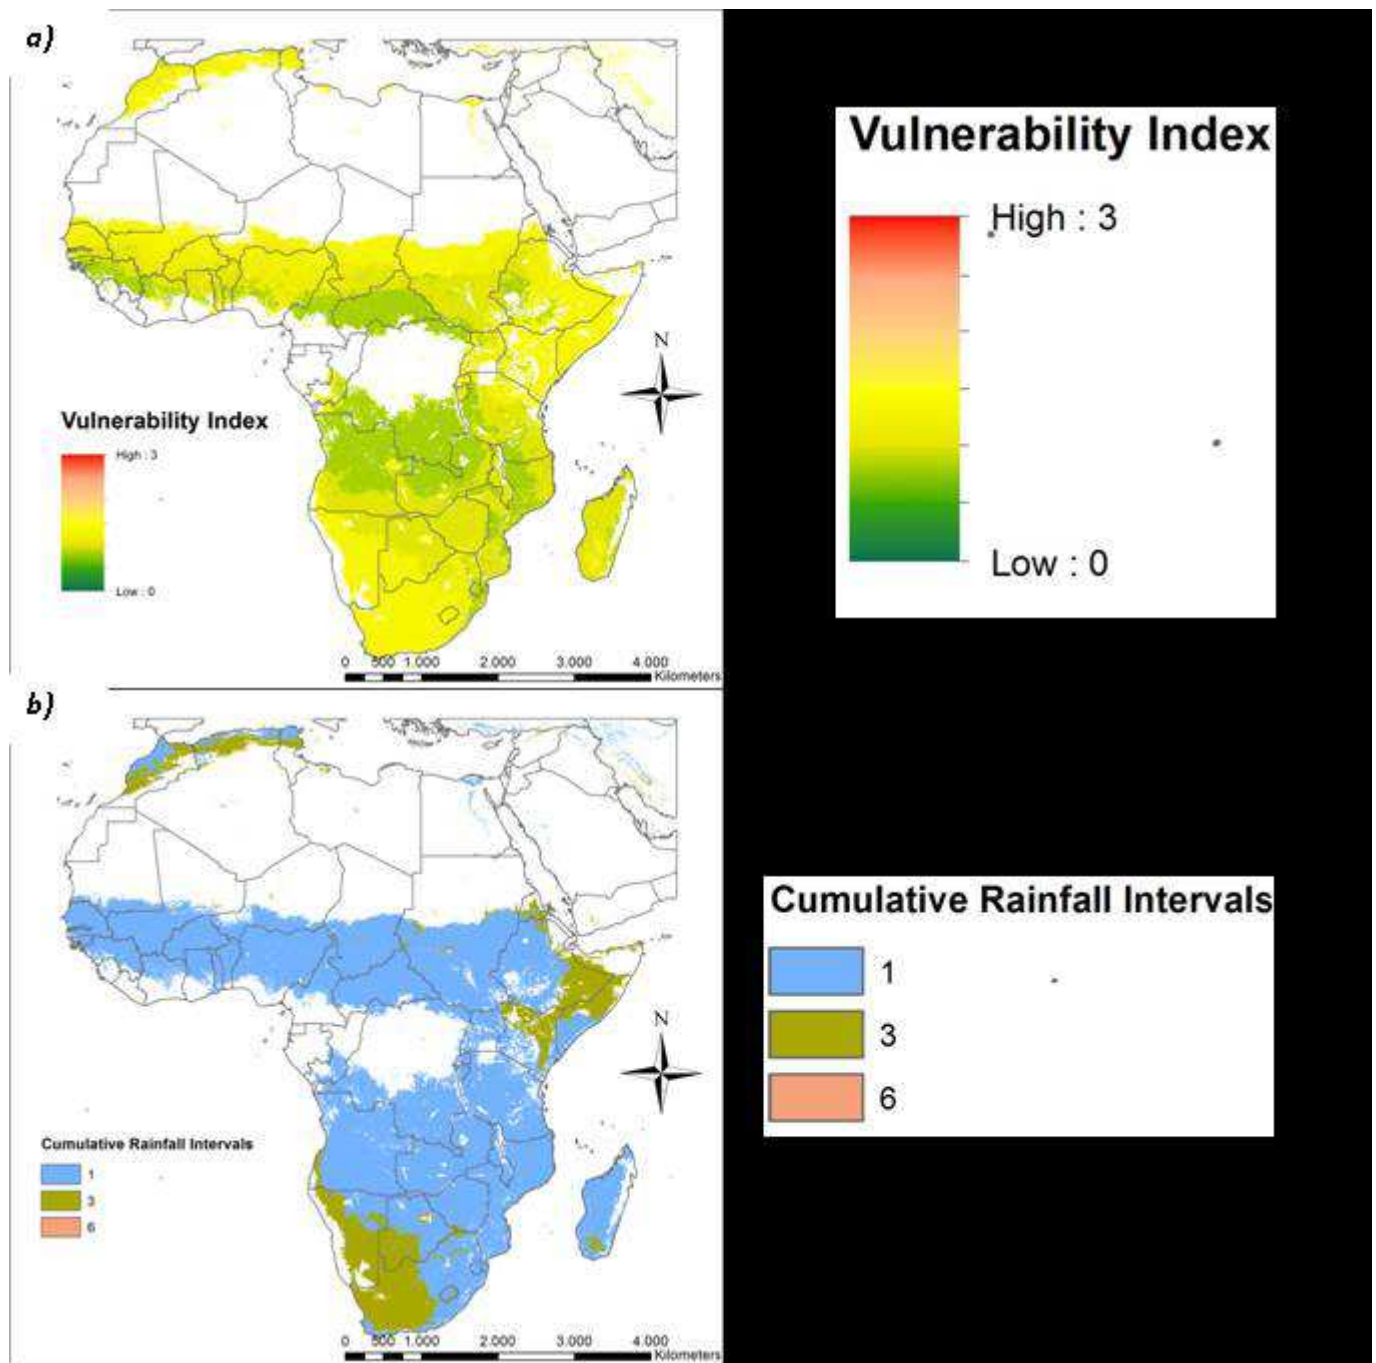 a)
Vulnerability Index
High : 3
Low : 0
N
0 500 1.000 2.000 3.000 4.000
Kilometers
Vulnerability Index
High : 3
Low : 0
b)
Cumulative Rainfall Intervals
1
3
6
N
0 500 1.000 2.000 3.000 4.000
Kilometers
Cumulative Rainfall Intervals
1
3
6